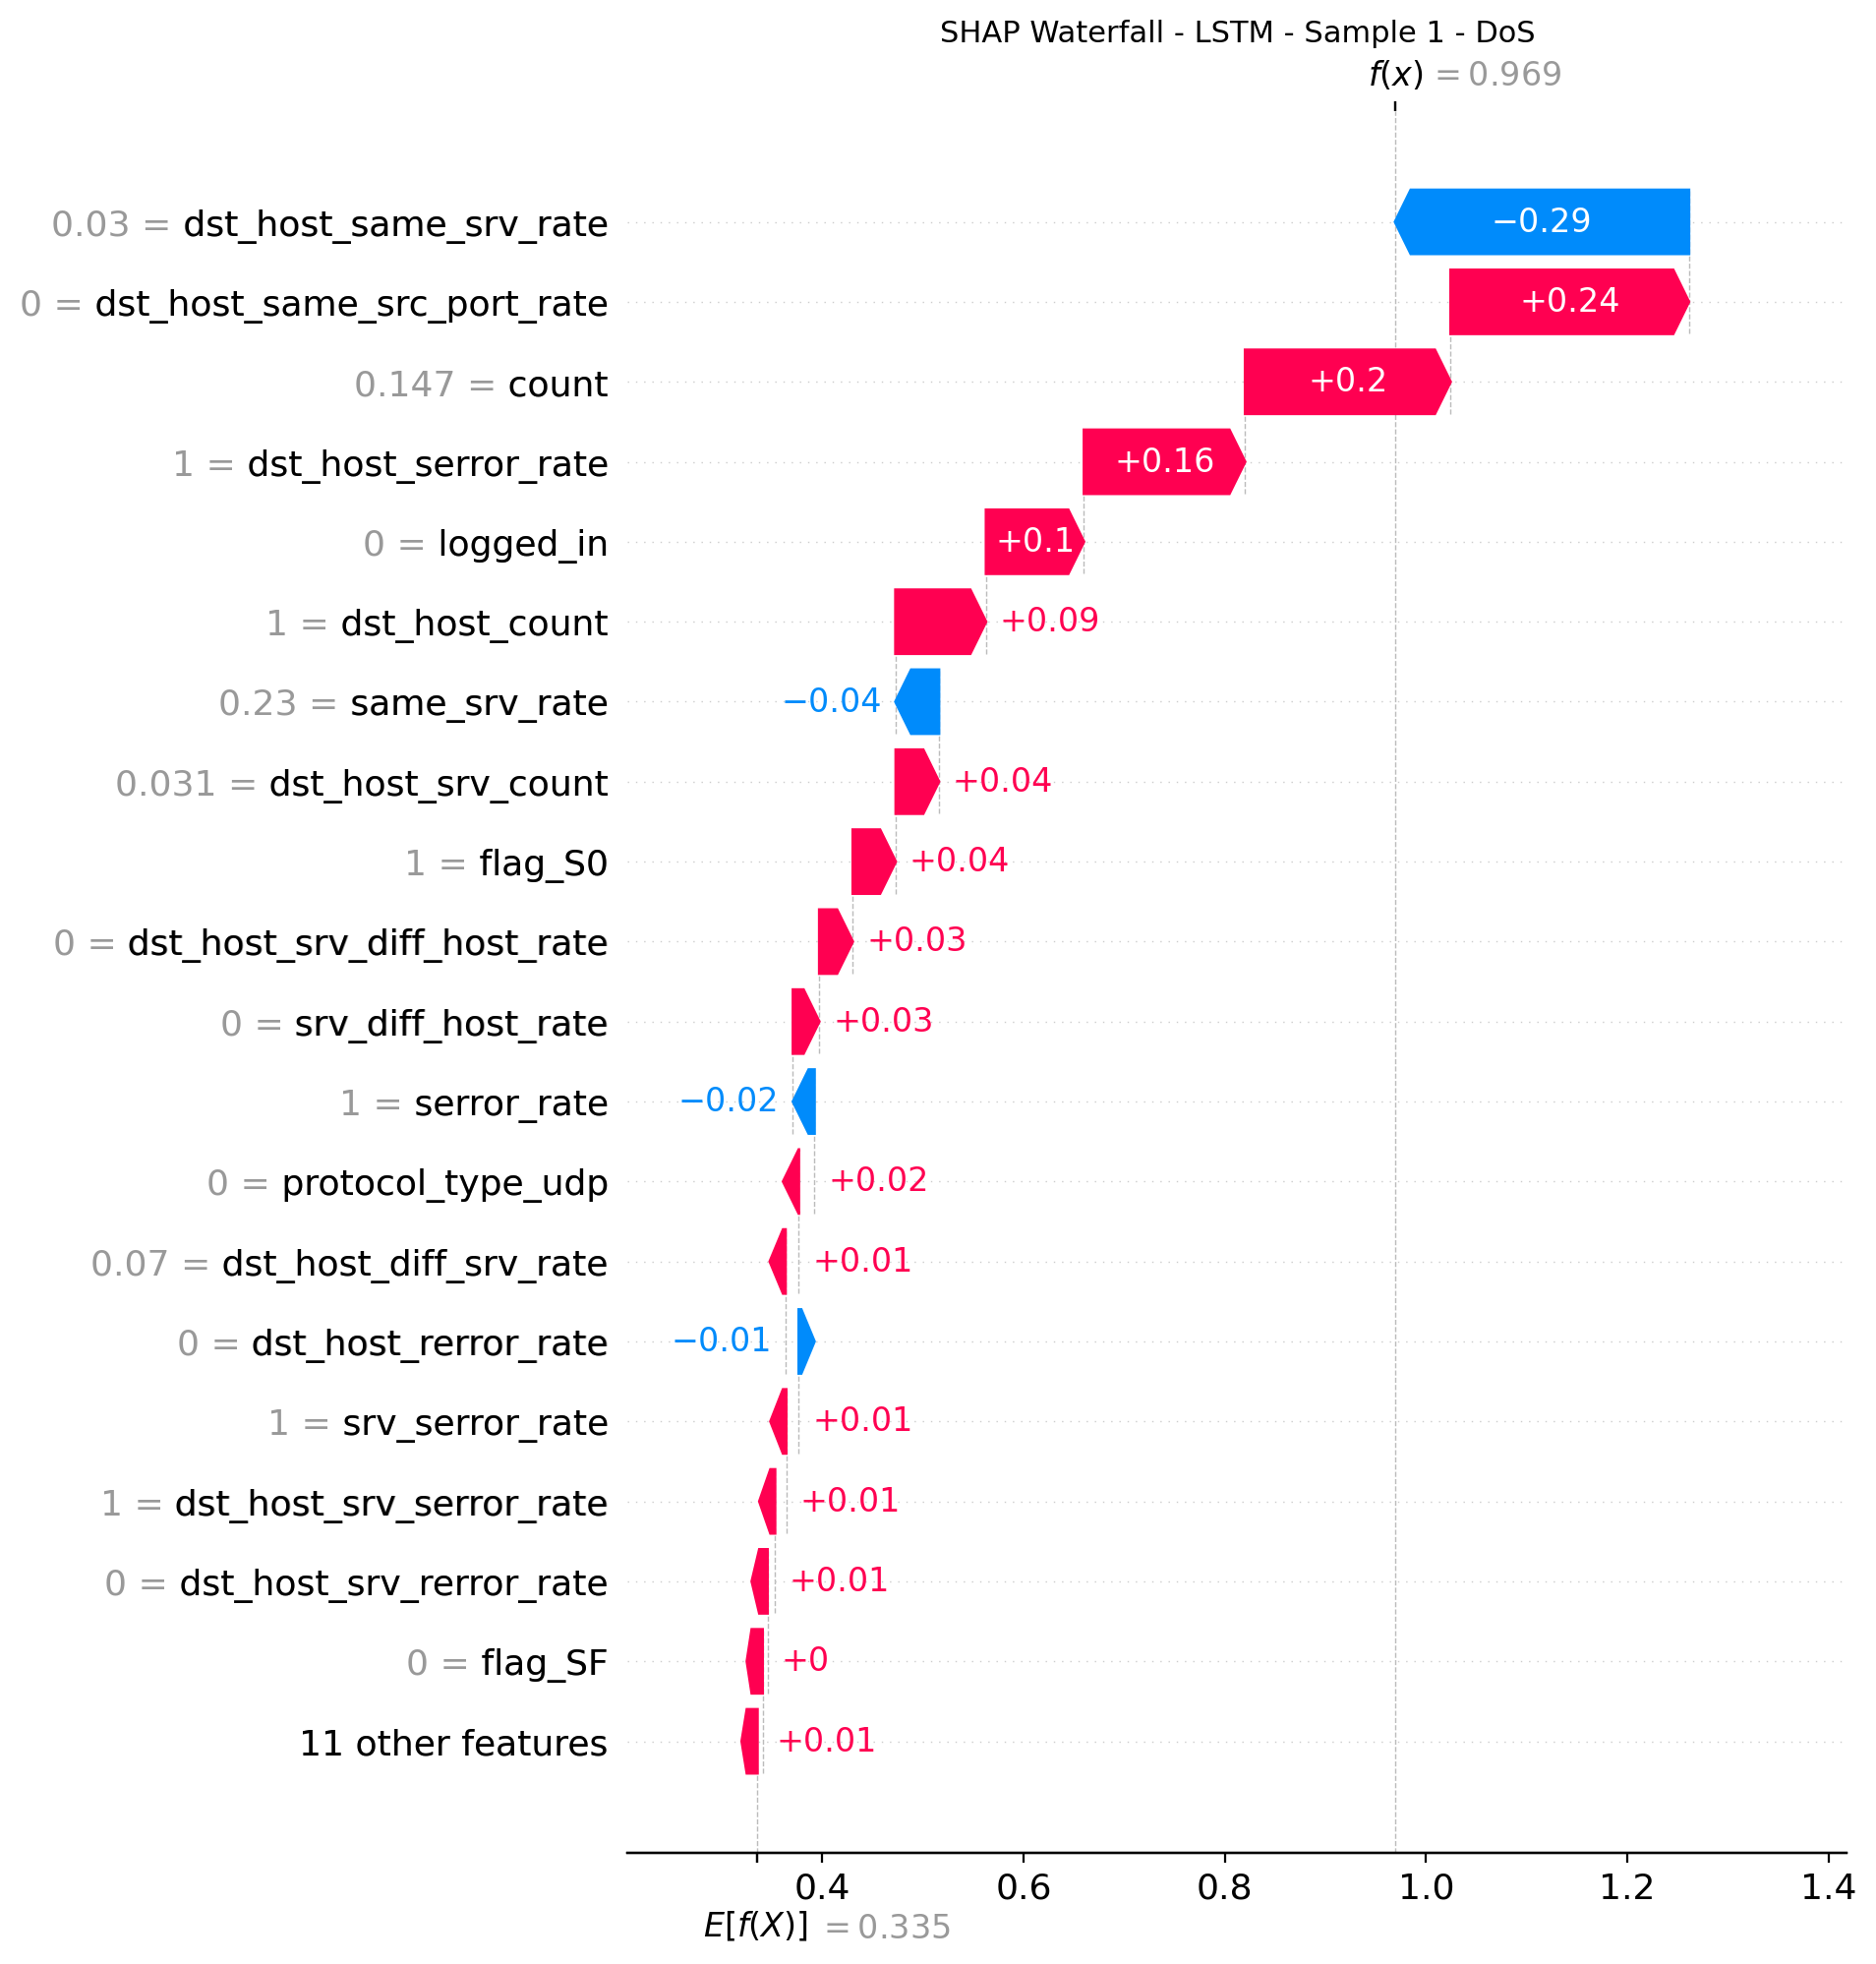 SHAP Waterfall - LSTM - Sample 1 - DoS
f(x) = 0.969
0.03 = dst_host_same_srv_rate −0.29
0 = dst_host_same_src_port_rate +0.24
0.147 = count +0.2
1 = dst_host_serror_rate +0.16
0 = logged_in +0.1
1 = dst_host_count +0.09
0.23 = same_srv_rate −0.04
0.031 = dst_host_srv_count +0.04
1 = flag_S0 +0.04
0 = dst_host_srv_diff_host_rate +0.03
0 = srv_diff_host_rate +0.03
1 = serror_rate −0.02
0 = protocol_type_udp +0.02
0.07 = dst_host_diff_srv_rate +0.01
0 = dst_host_rerror_rate −0.01
1 = srv_serror_rate +0.01
1 = dst_host_srv_serror_rate +0.01
0 = dst_host_srv_rerror_rate +0.01
0 = flag_SF +0
11 other features +0.01
0.4 0.6 0.8 1.0 1.2 1.4
E[f(X)] = 0.335